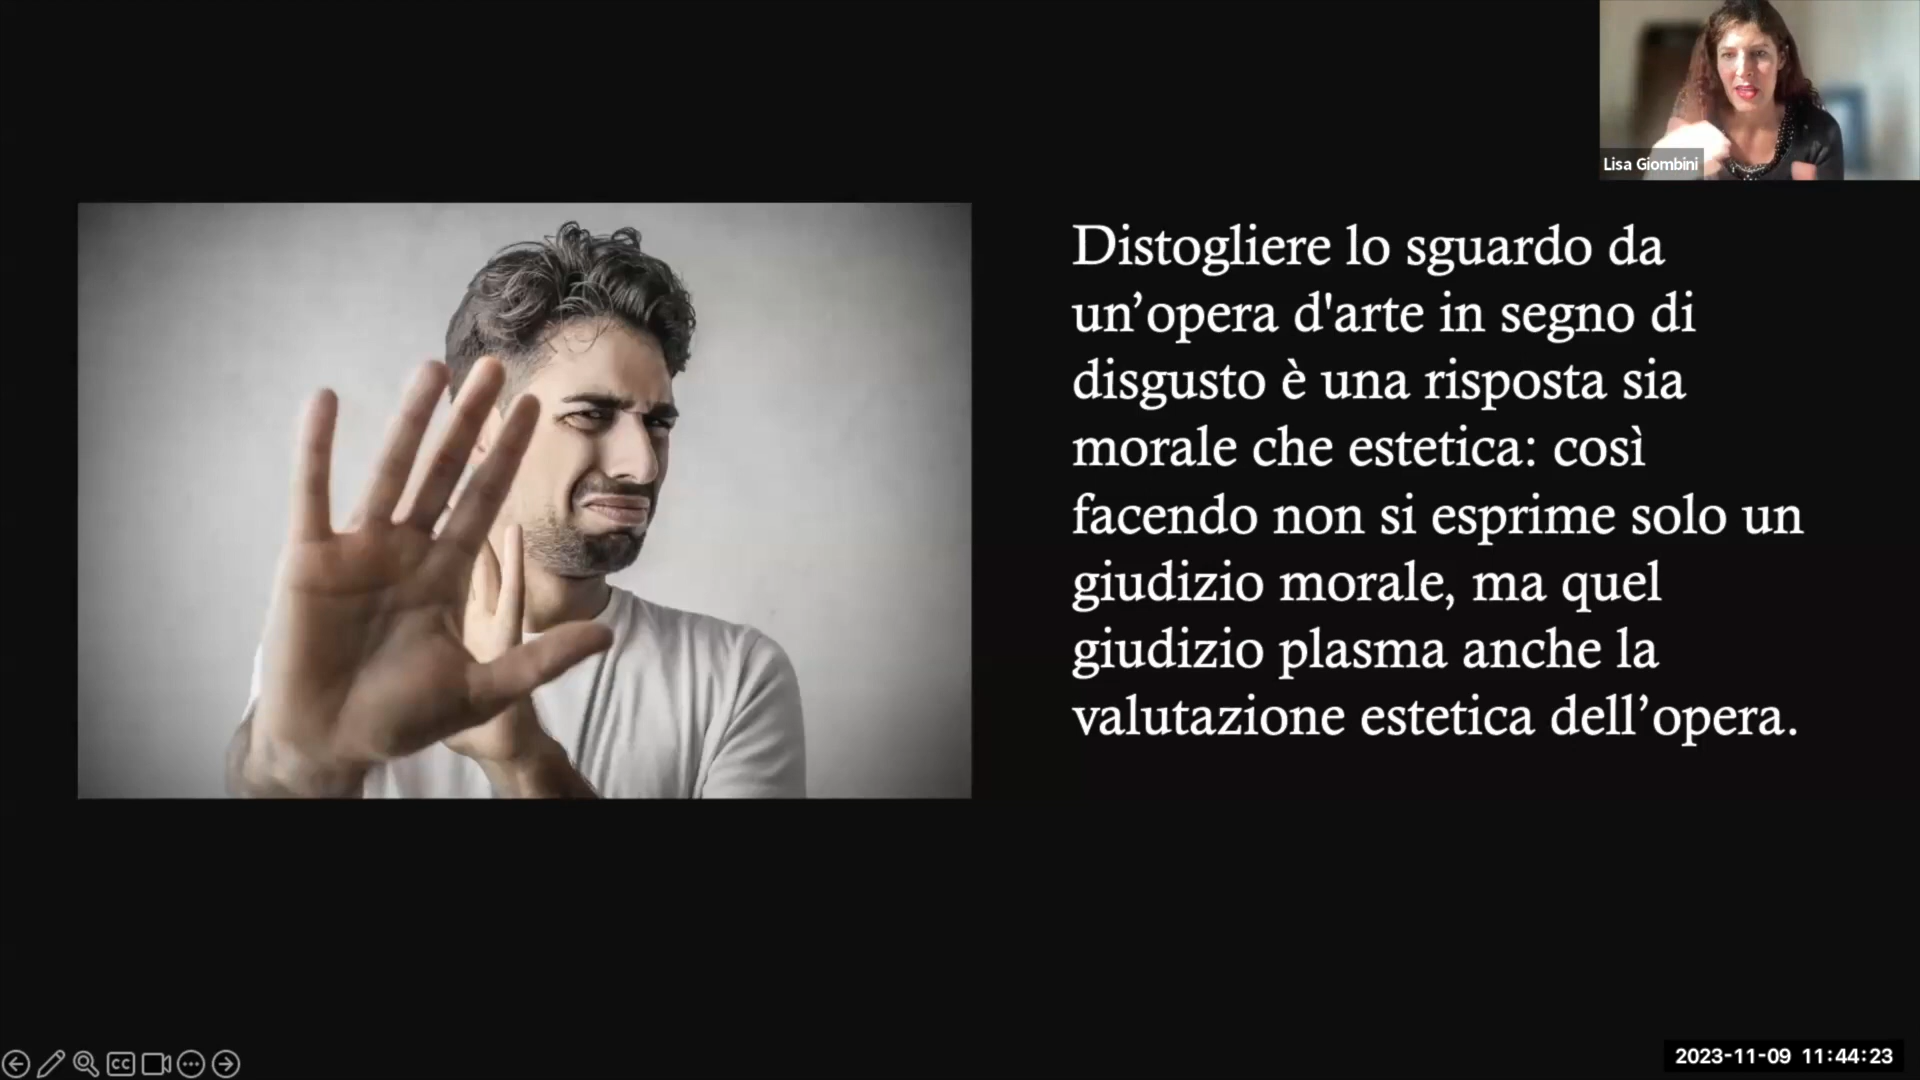 Lisa Giombini
Distogliere lo sguardo da
un’opera d'arte in segno di
disgusto è una risposta sia
morale che estetica: così
facendo non si esprime solo un
giudizio morale, ma quel
giudizio plasma anche la
valutazione estetica dell’opera.
CC
2023-11-09 11:44:23